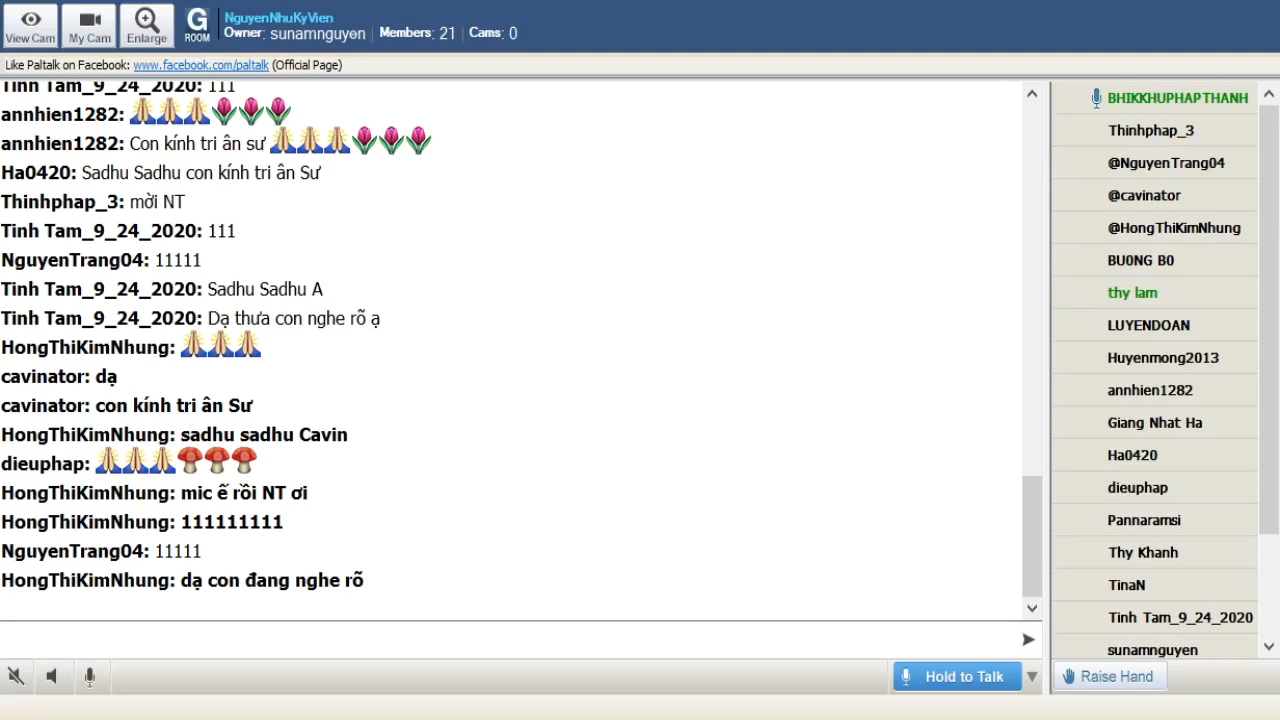 View Cam
My Cam
Enlarge
G
ROOM
NguyenNhuKyVien
Owner: sunamnguyen Members: 21 Cams: 0
Like Paltalk on Facebook: www.facebook.com/paltalk (Official Page)
Tinh Tam_9_24_2020: 111
annhien1282:
annhien1282: Con kính tri ân sư
Ha0420: Sadhu Sadhu con kính tri ân Sư
Thinhphap_3: mời NT
Tinh Tam_9_24_2020: 111
NguyenTrang04: 11111
Tinh Tam_9_24_2020: Sadhu Sadhu A
Tinh Tam_9_24_2020: Dạ thưa con nghe rõ ạ
HongThiKimNhung:
cavinator: dạ
cavinator: con kính tri ân Sư
HongThiKimNhung: sadhu sadhu Cavin
dieuphap:
HongThiKimNhung: mic ế rồi NT ơi
HongThiKimNhung: 111111111
NguyenTrang04: 11111
HongThiKimNhung: dạ con đang nghe rõ
BHIKKHUPHAPTHANH
Thinhphap_3
@NguyenTrang04
@cavinator
@HongThiKimNhung
BU0NG B0
thy lam
LUYENDOAN
Huyenmong2013
annhien1282
Giang Nhat Ha
Ha0420
dieuphap
Pannaramsi
Thy Khanh
TinaN
Tinh Tam_9_24_2020
sunamnguyen
Hold to Talk
Raise Hand